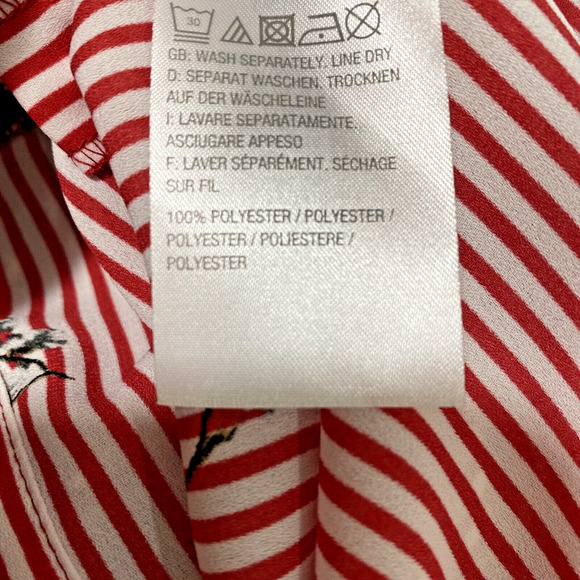 30
GB: WASH SEPARATELY, LINE DRY
D: SEPARAT WASCHEN, TROCKNEN
AUF DER WÄSCHELEINE
I: LAVARE SEPARATAMENTE,
ASCIUGARE APPESO
F: LAVER SÉPARÉMENT, SÉCHAGE
SUR FIL
100% POLYESTER / POLYESTER /
POLYESTER / POLIESTERE /
POLYESTER